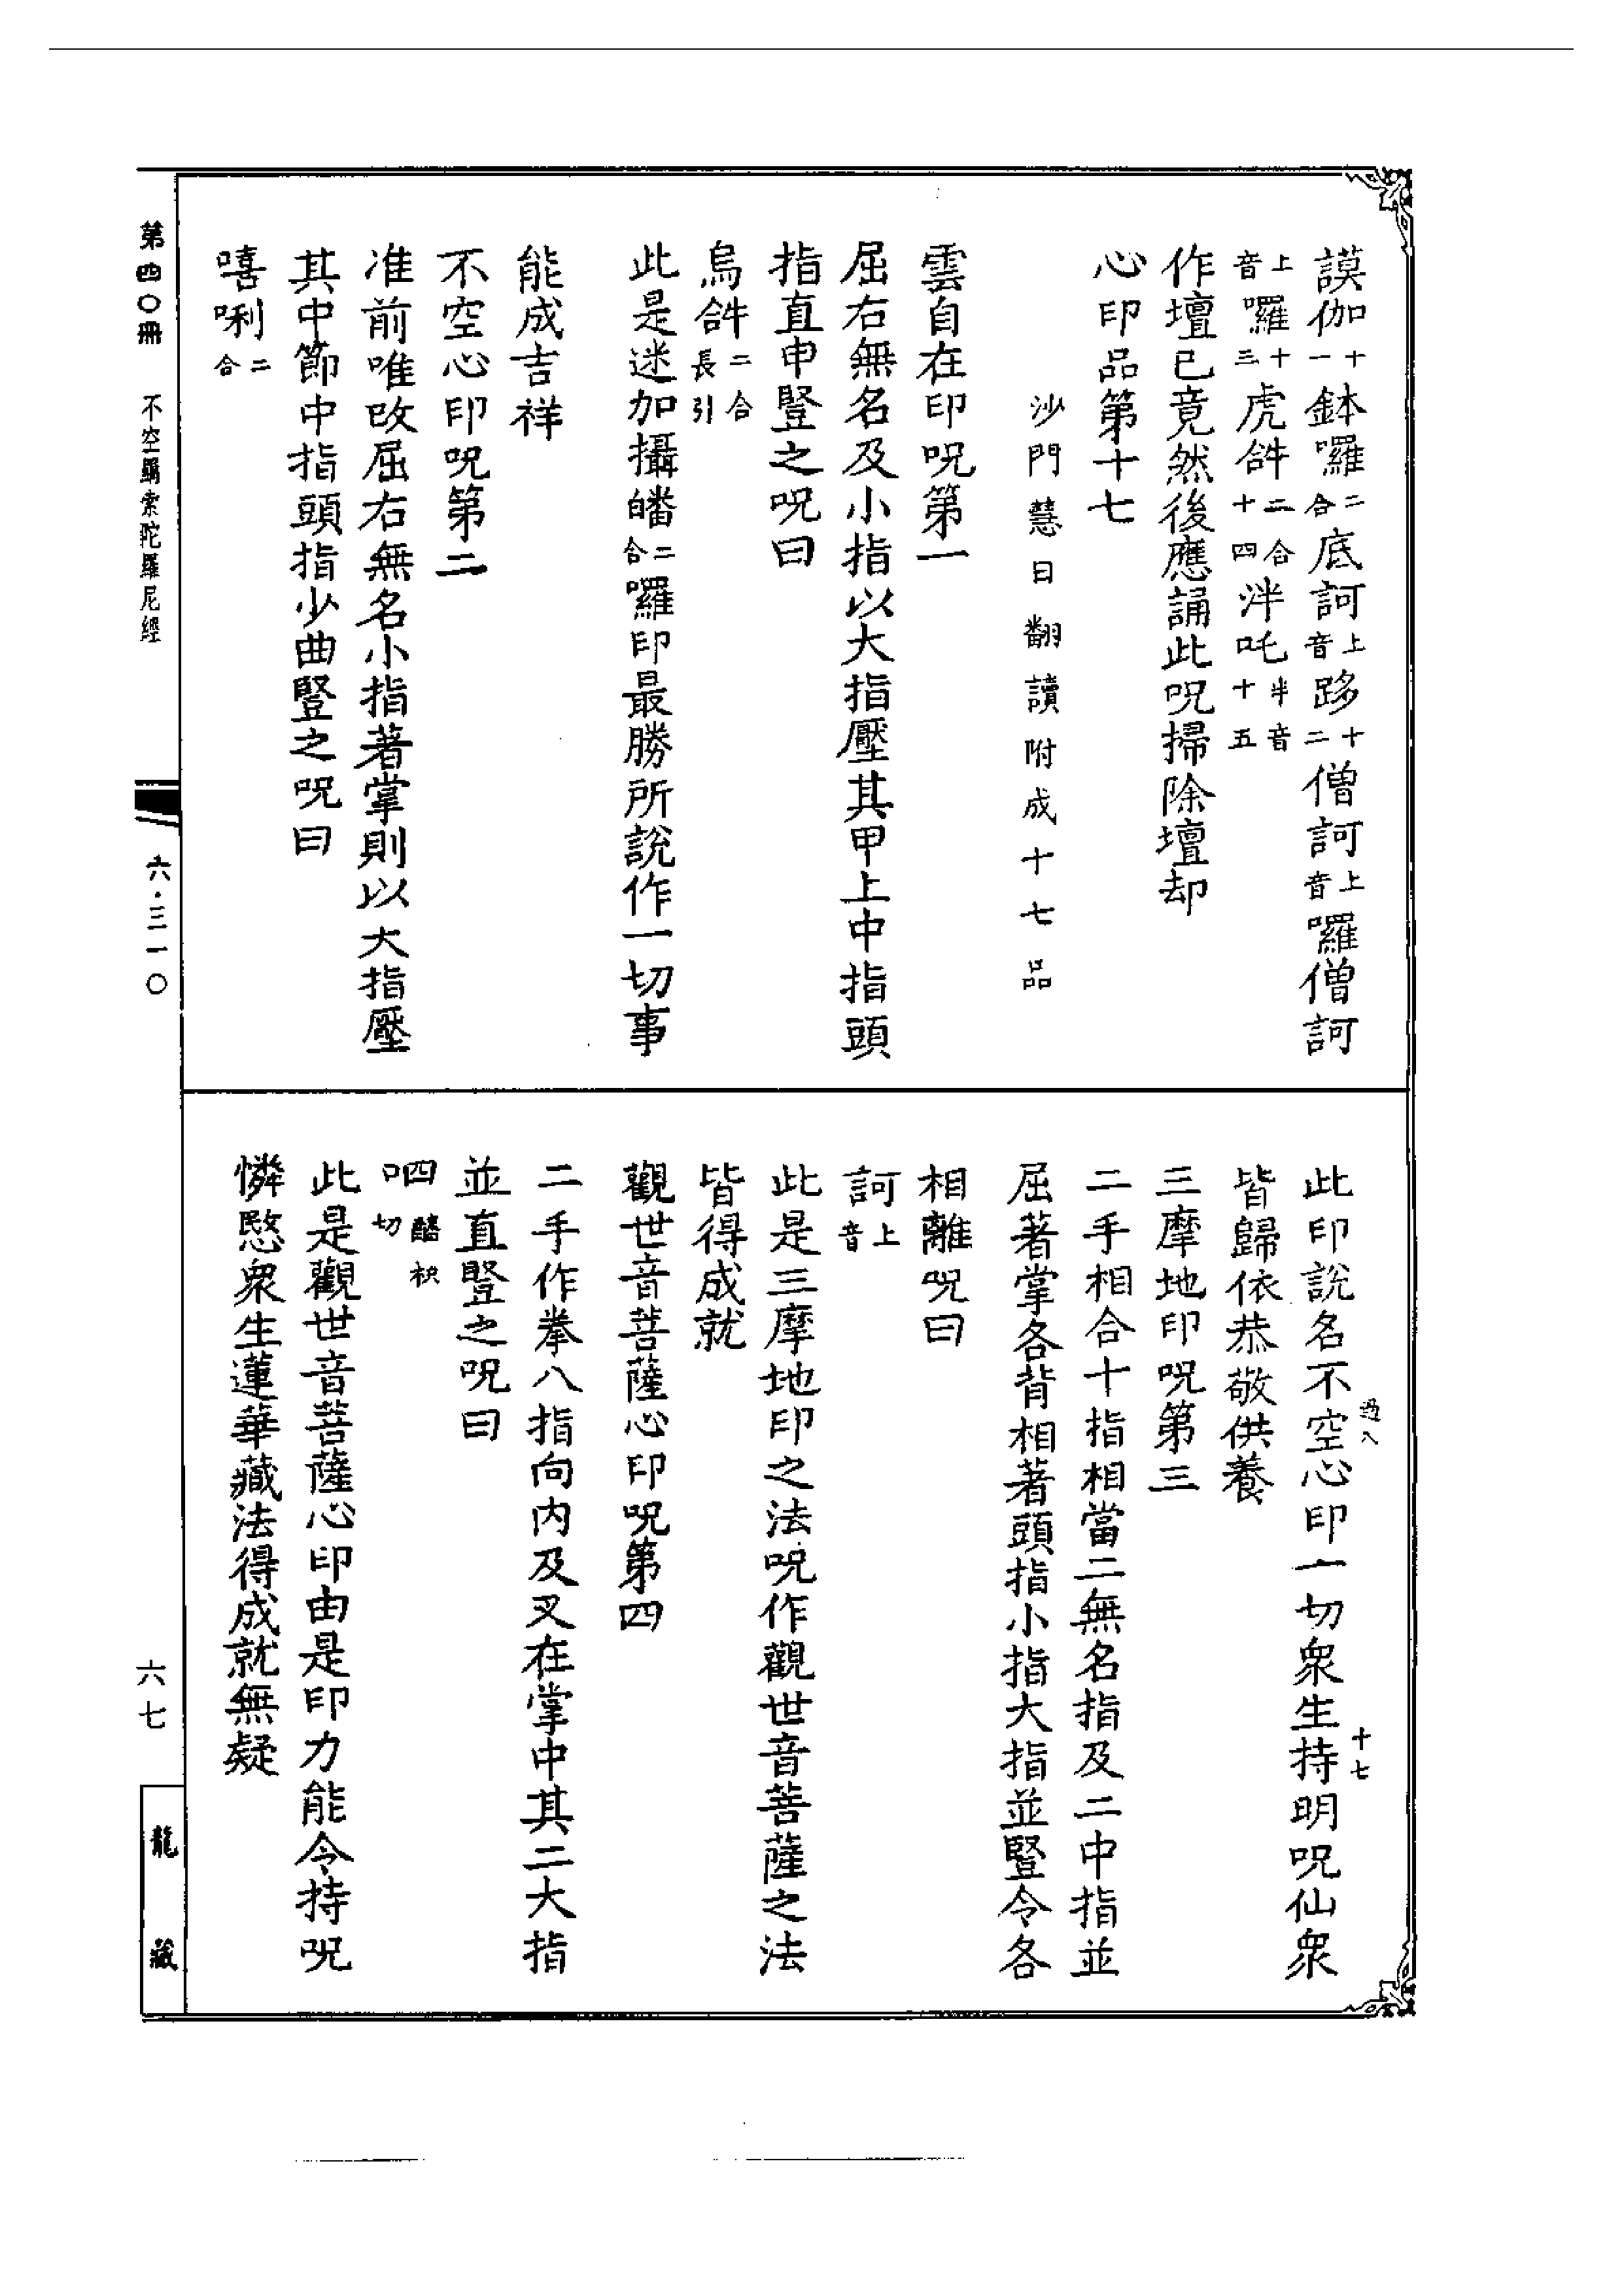 謨伽十一鉢囉二合底訶上音跢十二僧訶上音囉僧訶
上音囉十三虎𤙖二合十四泮吒半音十五
作壇已竟然後應誦此呪掃除壇却
心印品第十七
沙門慧日翻讀附成十七品
雲自在印呪第一
屈右無名及小指以大指壓其甲上中指頭
指直申豎之呪曰
烏𤙖二合長引
此是迷加攝皤二合囉印最勝所說作一切事
能成吉祥
不空心印呪第二
准前唯改屈右無名小指著掌則以大指壓
其中節中指頭指少曲豎之呪曰
嘻唎二合
此印說名不空心印一切衆生持明呪仙衆
皆歸依恭敬供養
三摩地印呪第三
二手相合十指相當二無名指及二中指並
屈著掌各背相著頭指小指大指並豎令各
相離呪曰
訶上音
此是三摩地印之法呪作觀世音菩薩之法
皆得成就
觀世音菩薩心印呪第四
二手作拳八指向內及叉在掌中其二大指
並直豎之呪曰
呬醯枳切
此是觀世音菩薩心印由是印力能令持呪
憐愍衆生蓮華藏法得成就無疑
過八
十七
第四〇冊 不空羂索陀羅尼經
六·三一〇
六七
龍藏